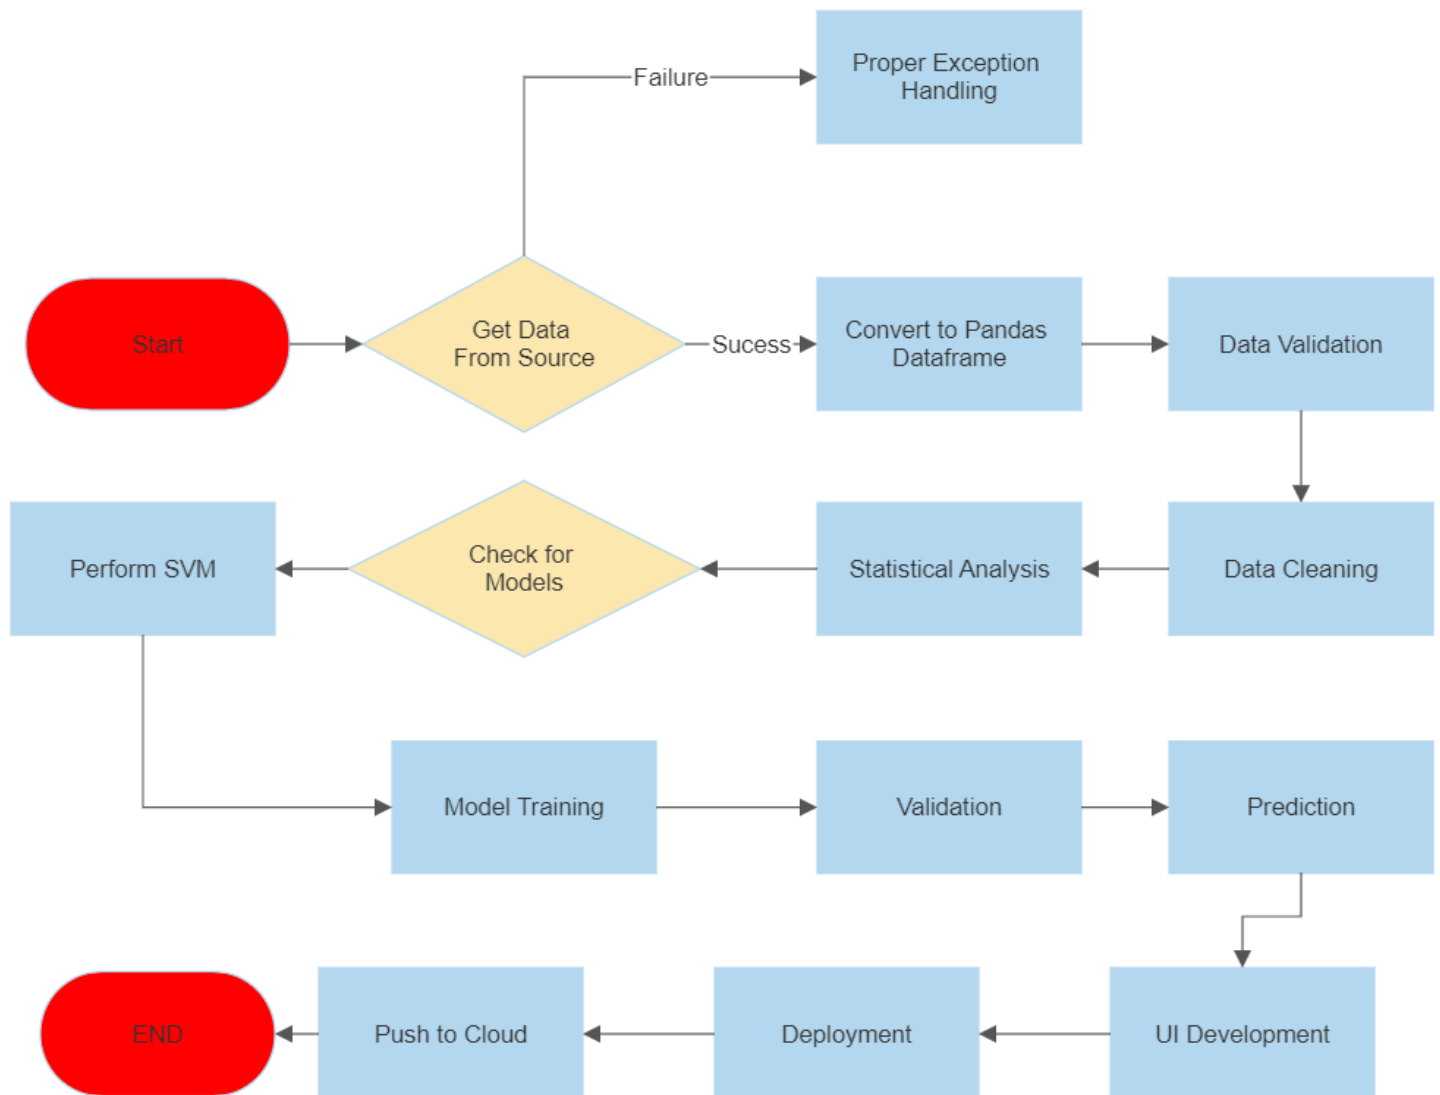 Failure
Proper Exception
Handling
Start
Get Data
From Source
Sucess
Convert to Pandas
Dataframe
Data Validation
Perform SVM
Check for
Models
Statistical Analysis
Data Cleaning
Model Training
Validation
Prediction
END
Push to Cloud
Deployment
UI Development